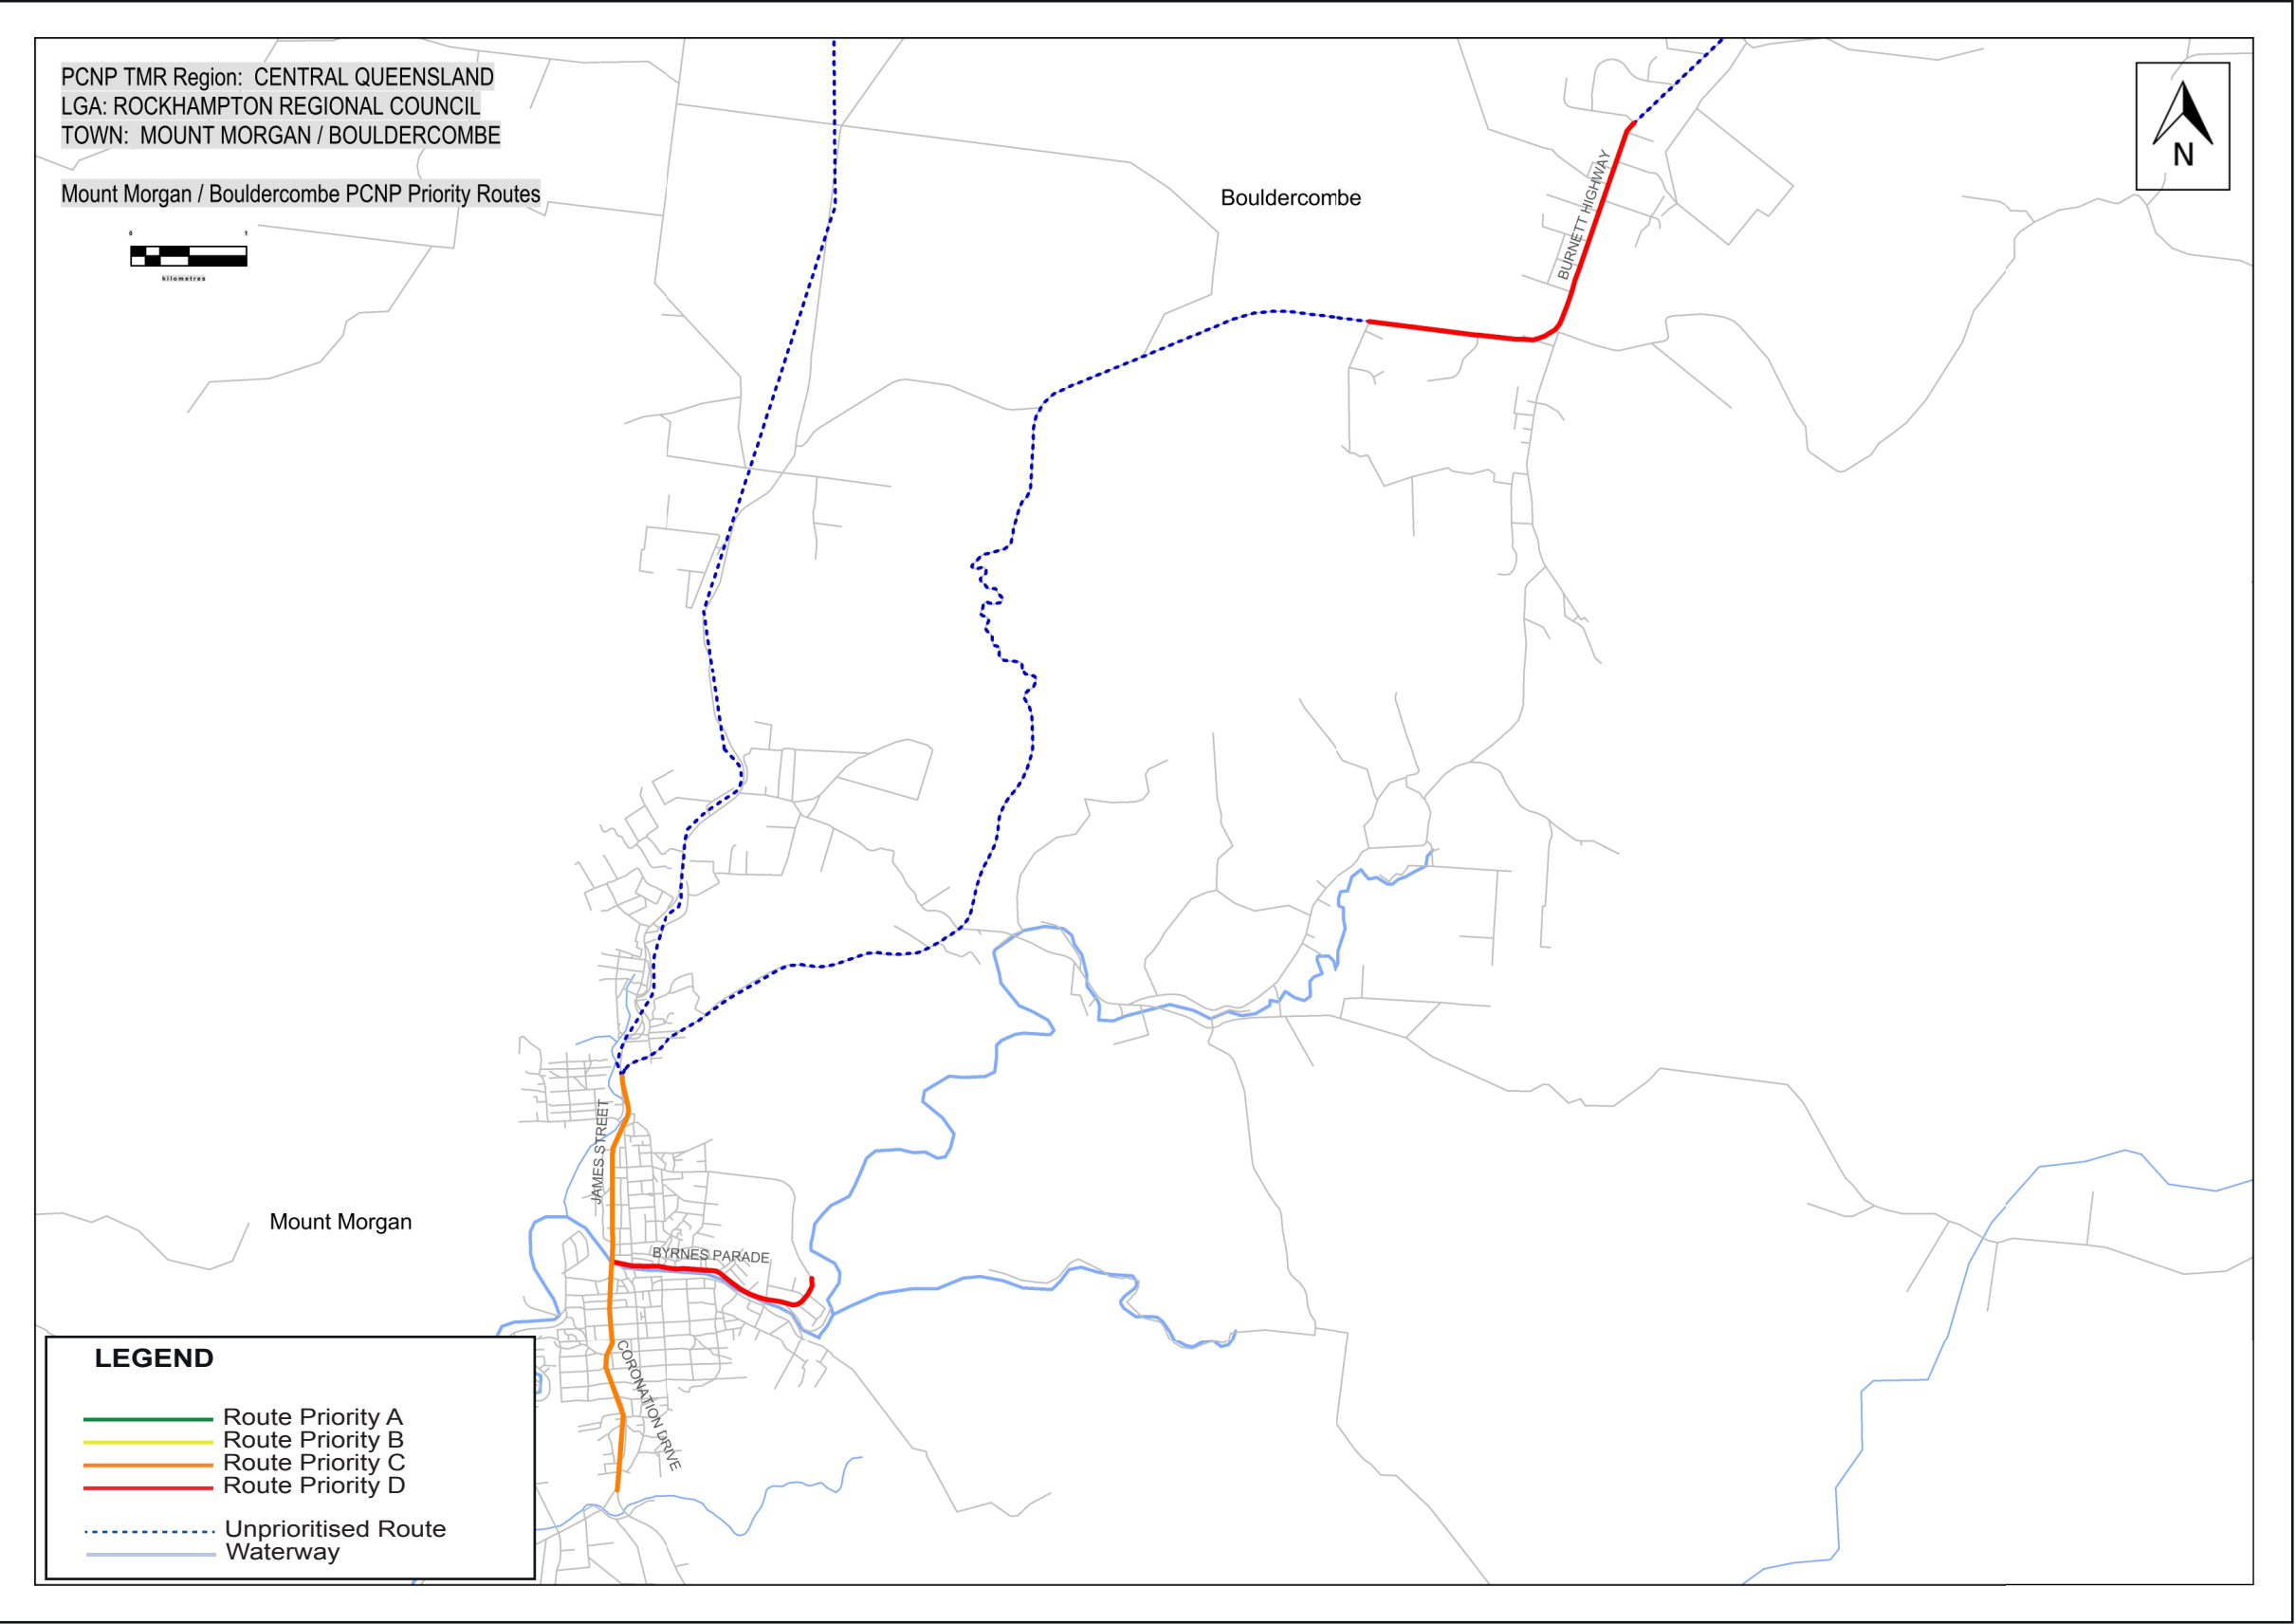 PCNP TMR Region:  CENTRAL QUEENSLAND
LGA: ROCKHAMPTON REGIONAL COUNCIL
TOWN:  MOUNT MORGAN / BOULDERCOMBE
Mount Morgan / Bouldercombe PCNP Priority Routes
0
kilometres
N
Bouldercombe
BURNETT HIGHWAY
JAMES STREET
Mount Morgan
BYRNES PARADE
CORONATION DRIVE
LEGEND
Route Priority A
Route Priority B
Route Priority C
Route Priority D
Unprioritised Route
Waterway